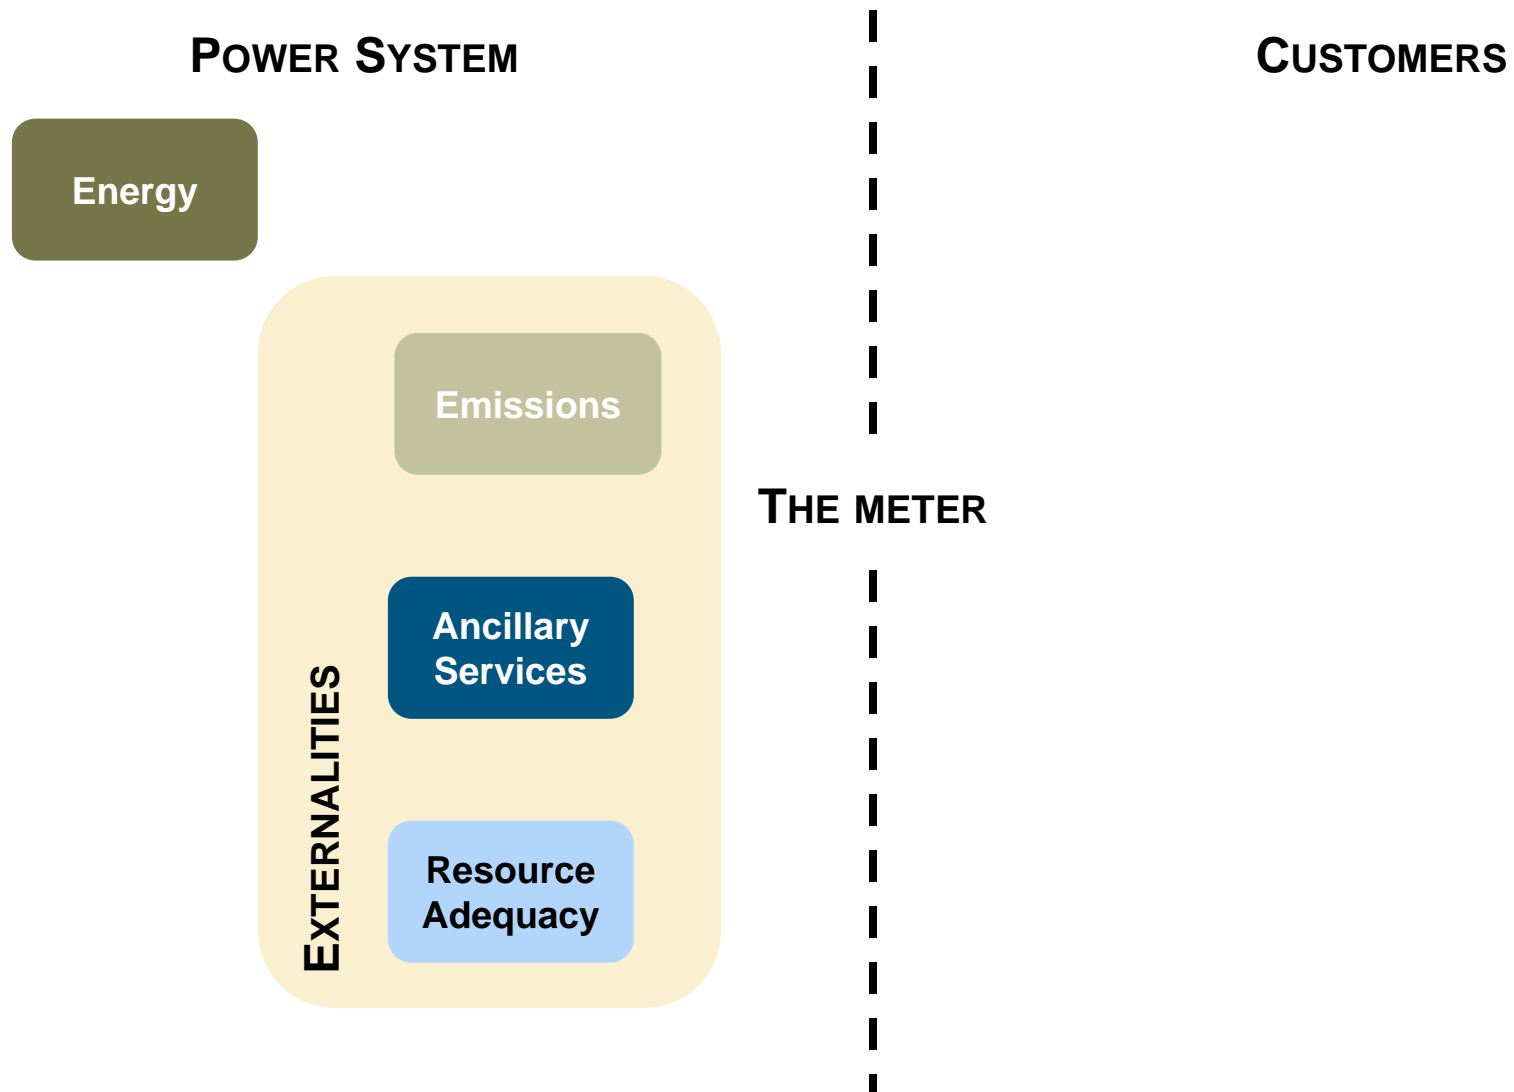 POWER SYSTEM
CUSTOMERS
Energy
Emissions
THE METER
Ancillary
Services
EXTERNALITIES
Resource
Adequacy